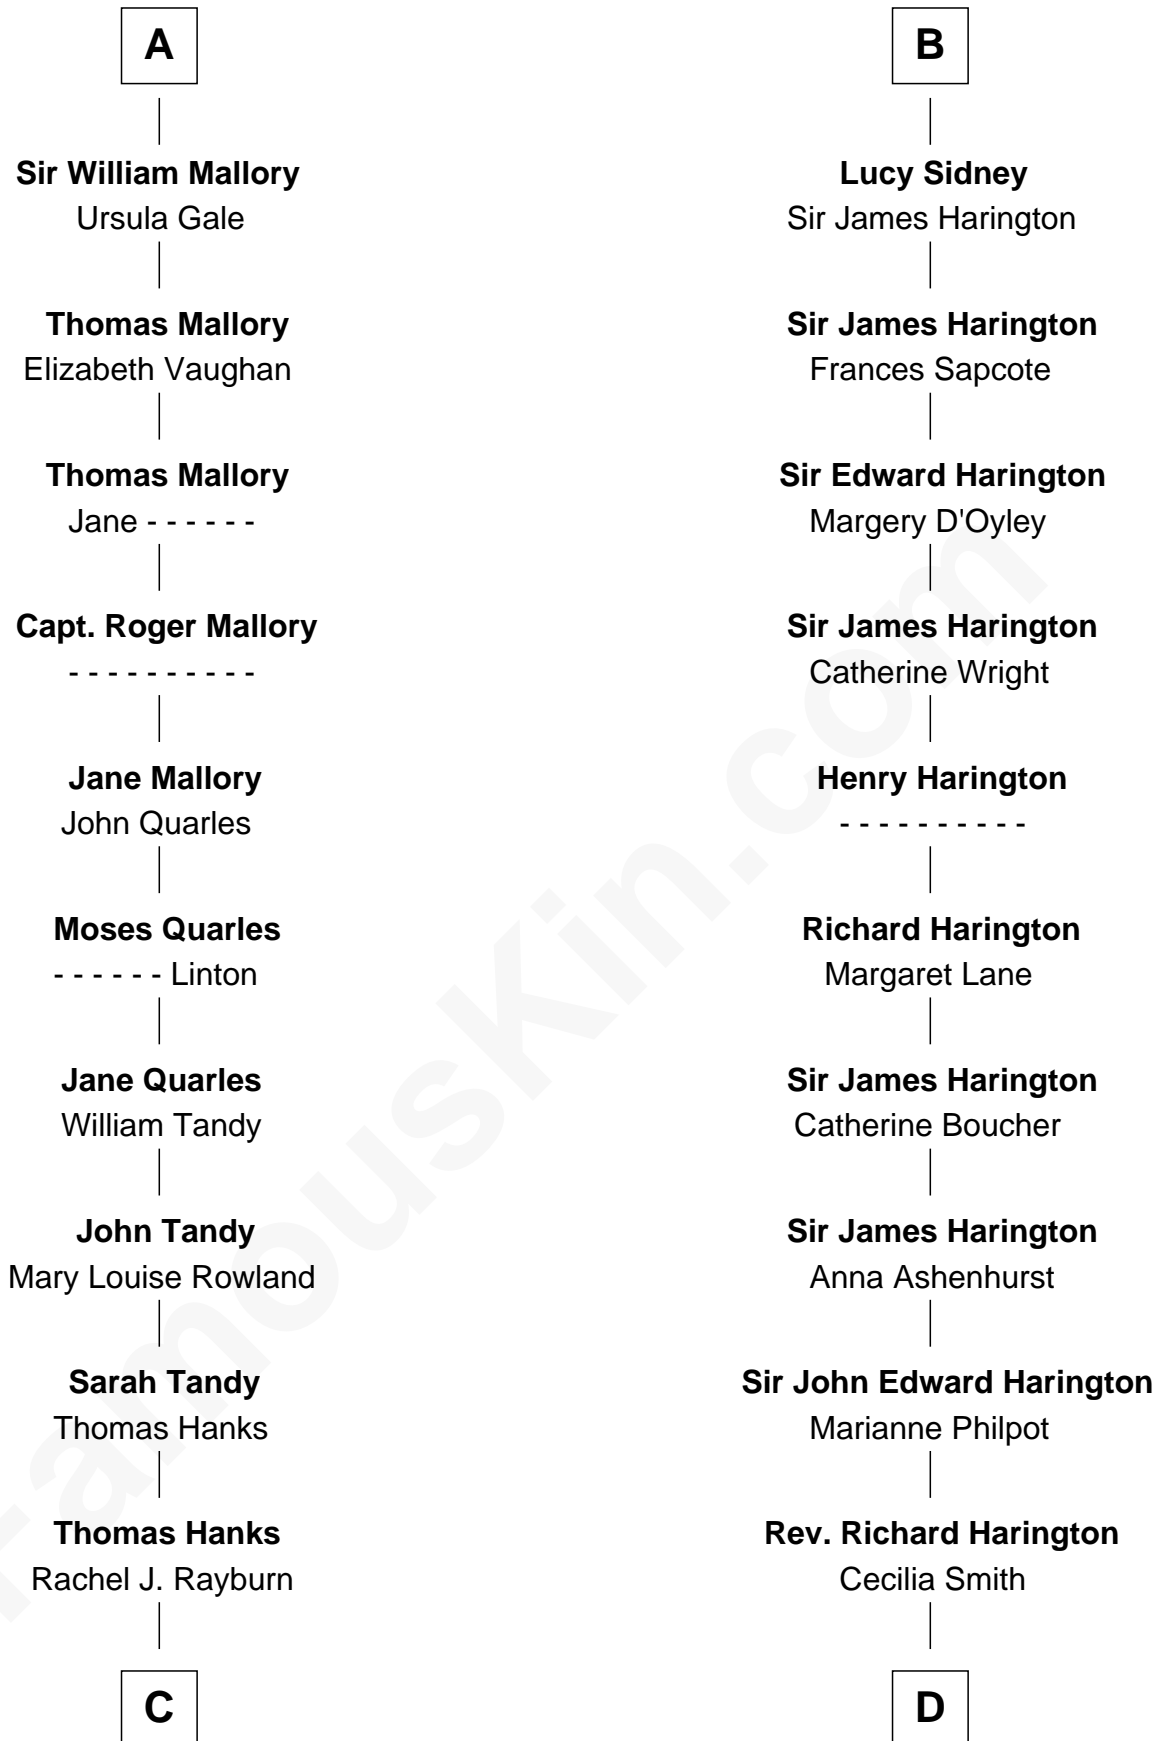 A
Sir William Mallory
Ursula Gale
Thomas Mallory
Elizabeth Vaughan
Thomas Mallory
Jane - - - - - -
Capt. Roger Mallory
- - - - - - - - - -
Jane Mallory
John Quarles
Moses Quarles
- - - - - - Linton
Jane Quarles
William Tandy
John Tandy
Mary Louise Rowland
Sarah Tandy
Thomas Hanks
Thomas Hanks
Rachel J. Rayburn
C
B
Lucy Sidney
Sir James Harington
Sir James Harington
Frances Sapcote
Sir Edward Harington
Margery D'Oyley
Sir James Harington
Catherine Wright
Henry Harington
- - - - - - - - - -
Richard Harington
Margaret Lane
Sir James Harington
Catherine Boucher
Sir James Harington
Anna Ashenhurst
Sir John Edward Harington
Marianne Philpot
Rev. Richard Harington
Cecilia Smith
D
FamousKin.com